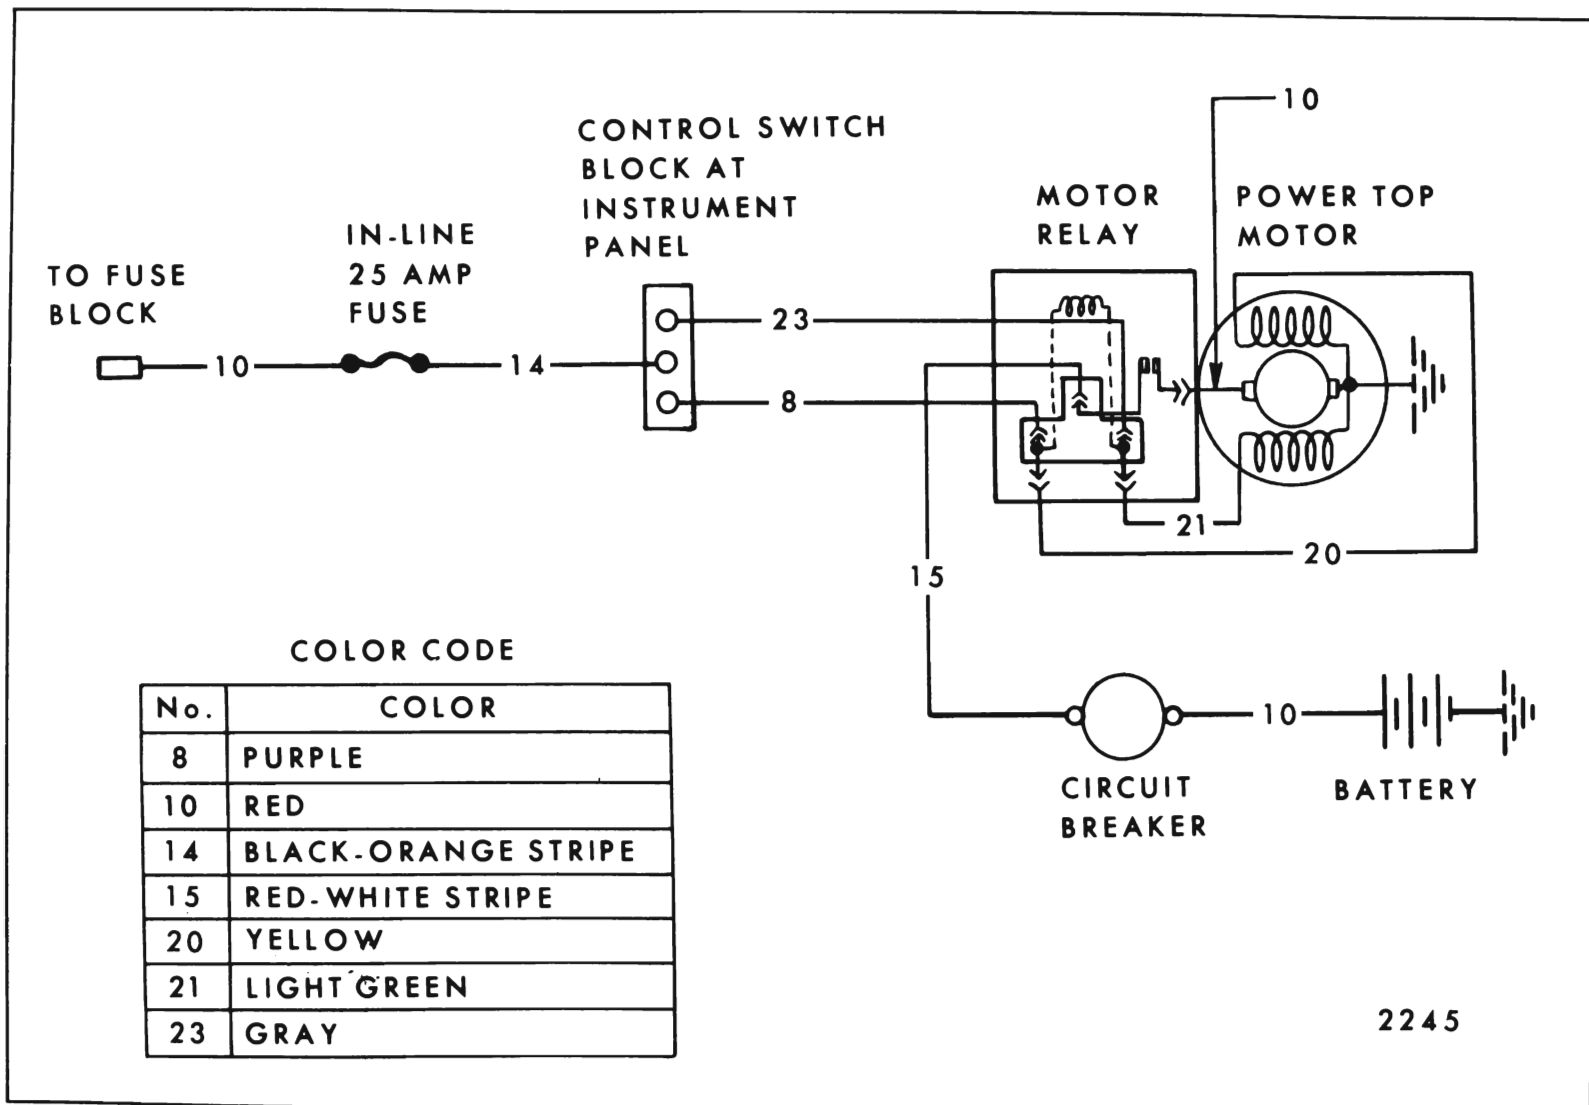 10
CONTROL SWITCH
BLOCK AT
INSTRUMENT
PANEL
MOTOR
RELAY
POWER TOP
MOTOR
IN-LINE
25 AMP
FUSE
TO FUSE
BLOCK
23
10
14
8
21
20
15
COLOR CODE
No. COLOR
8 PURPLE
10 RED
14 BLACK-ORANGE STRIPE
15 RED-WHITE STRIPE
20 YELLOW
21 LIGHT GREEN
23 GRAY
10
CIRCUIT
BREAKER
BATTERY
2245